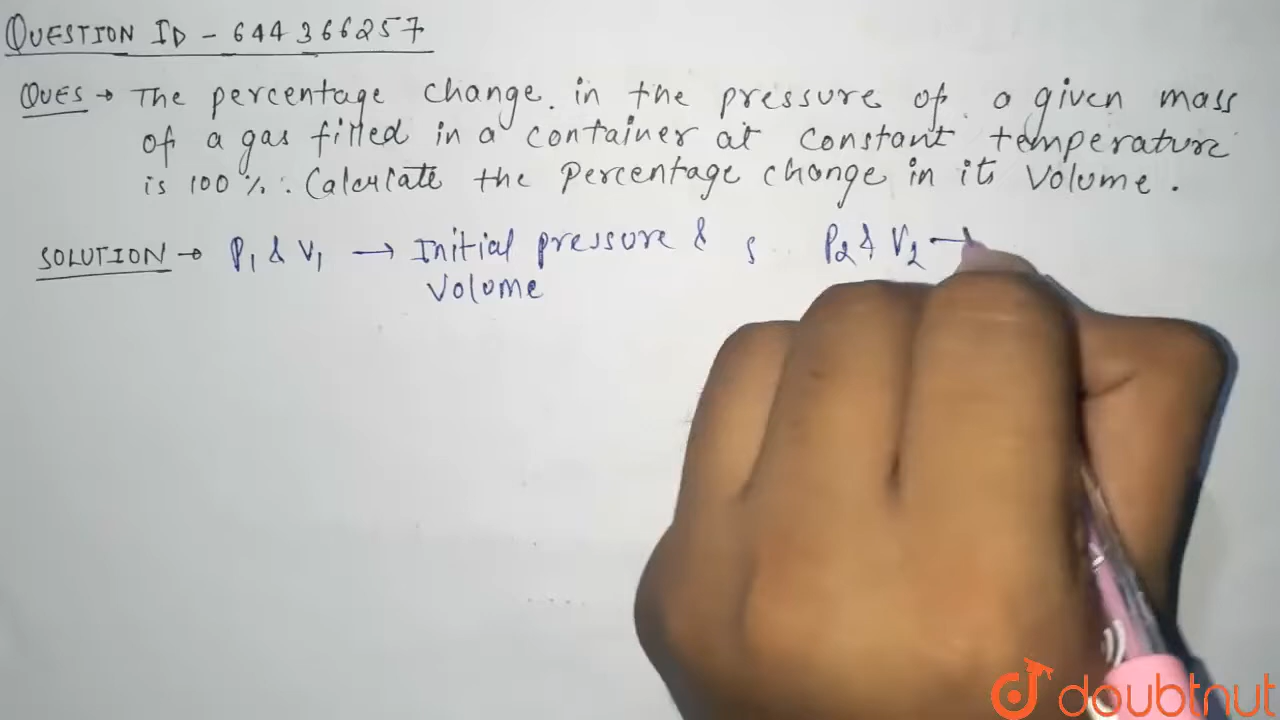 QUESTION ID - 644366257
QUES → The percentage change in the pressure of a given mass
of a gas filled in a container at constant temperature
is 100%. Calculate the percentage change in its volume.
SOLUTION → P₁ & V₁ → Initial pressure & s P₂ & V₂ →
Volume
doubtnut